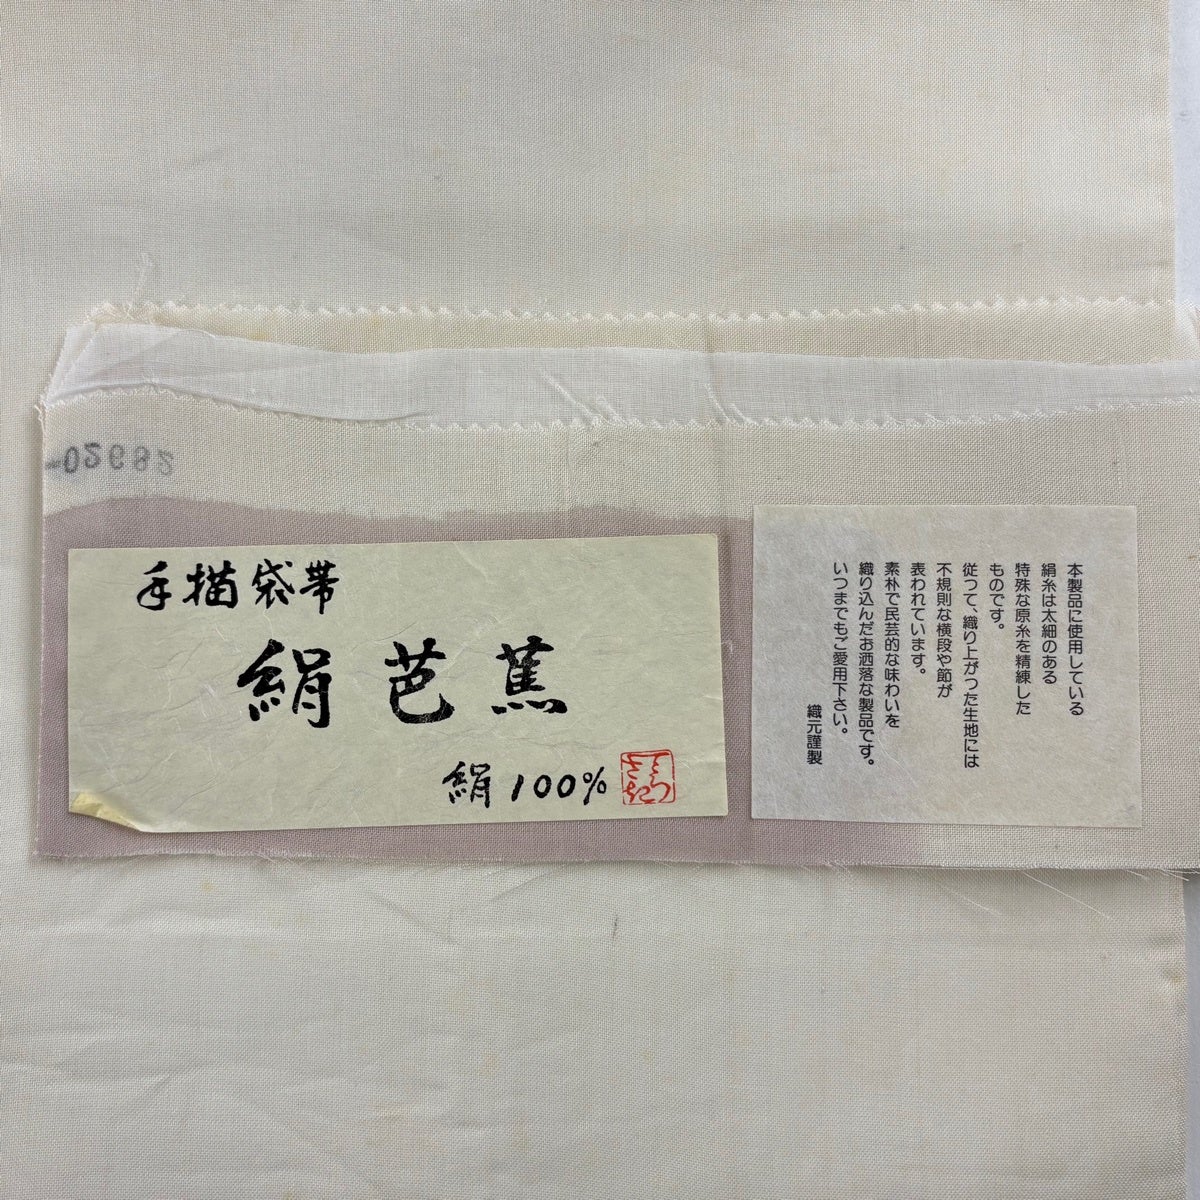 02682
手描袋帯
絹芭蕉
絹100%
本製品に使用している
絹糸は太細のある
特殊な原糸を精練した
ものです。
従って、織り上がった生地には
不規則な横段や節が
表われています。
素朴で民芸的な味わいを
織り込んだお洒落な製品です。
いつまでもご愛用下さい。
織元謹製